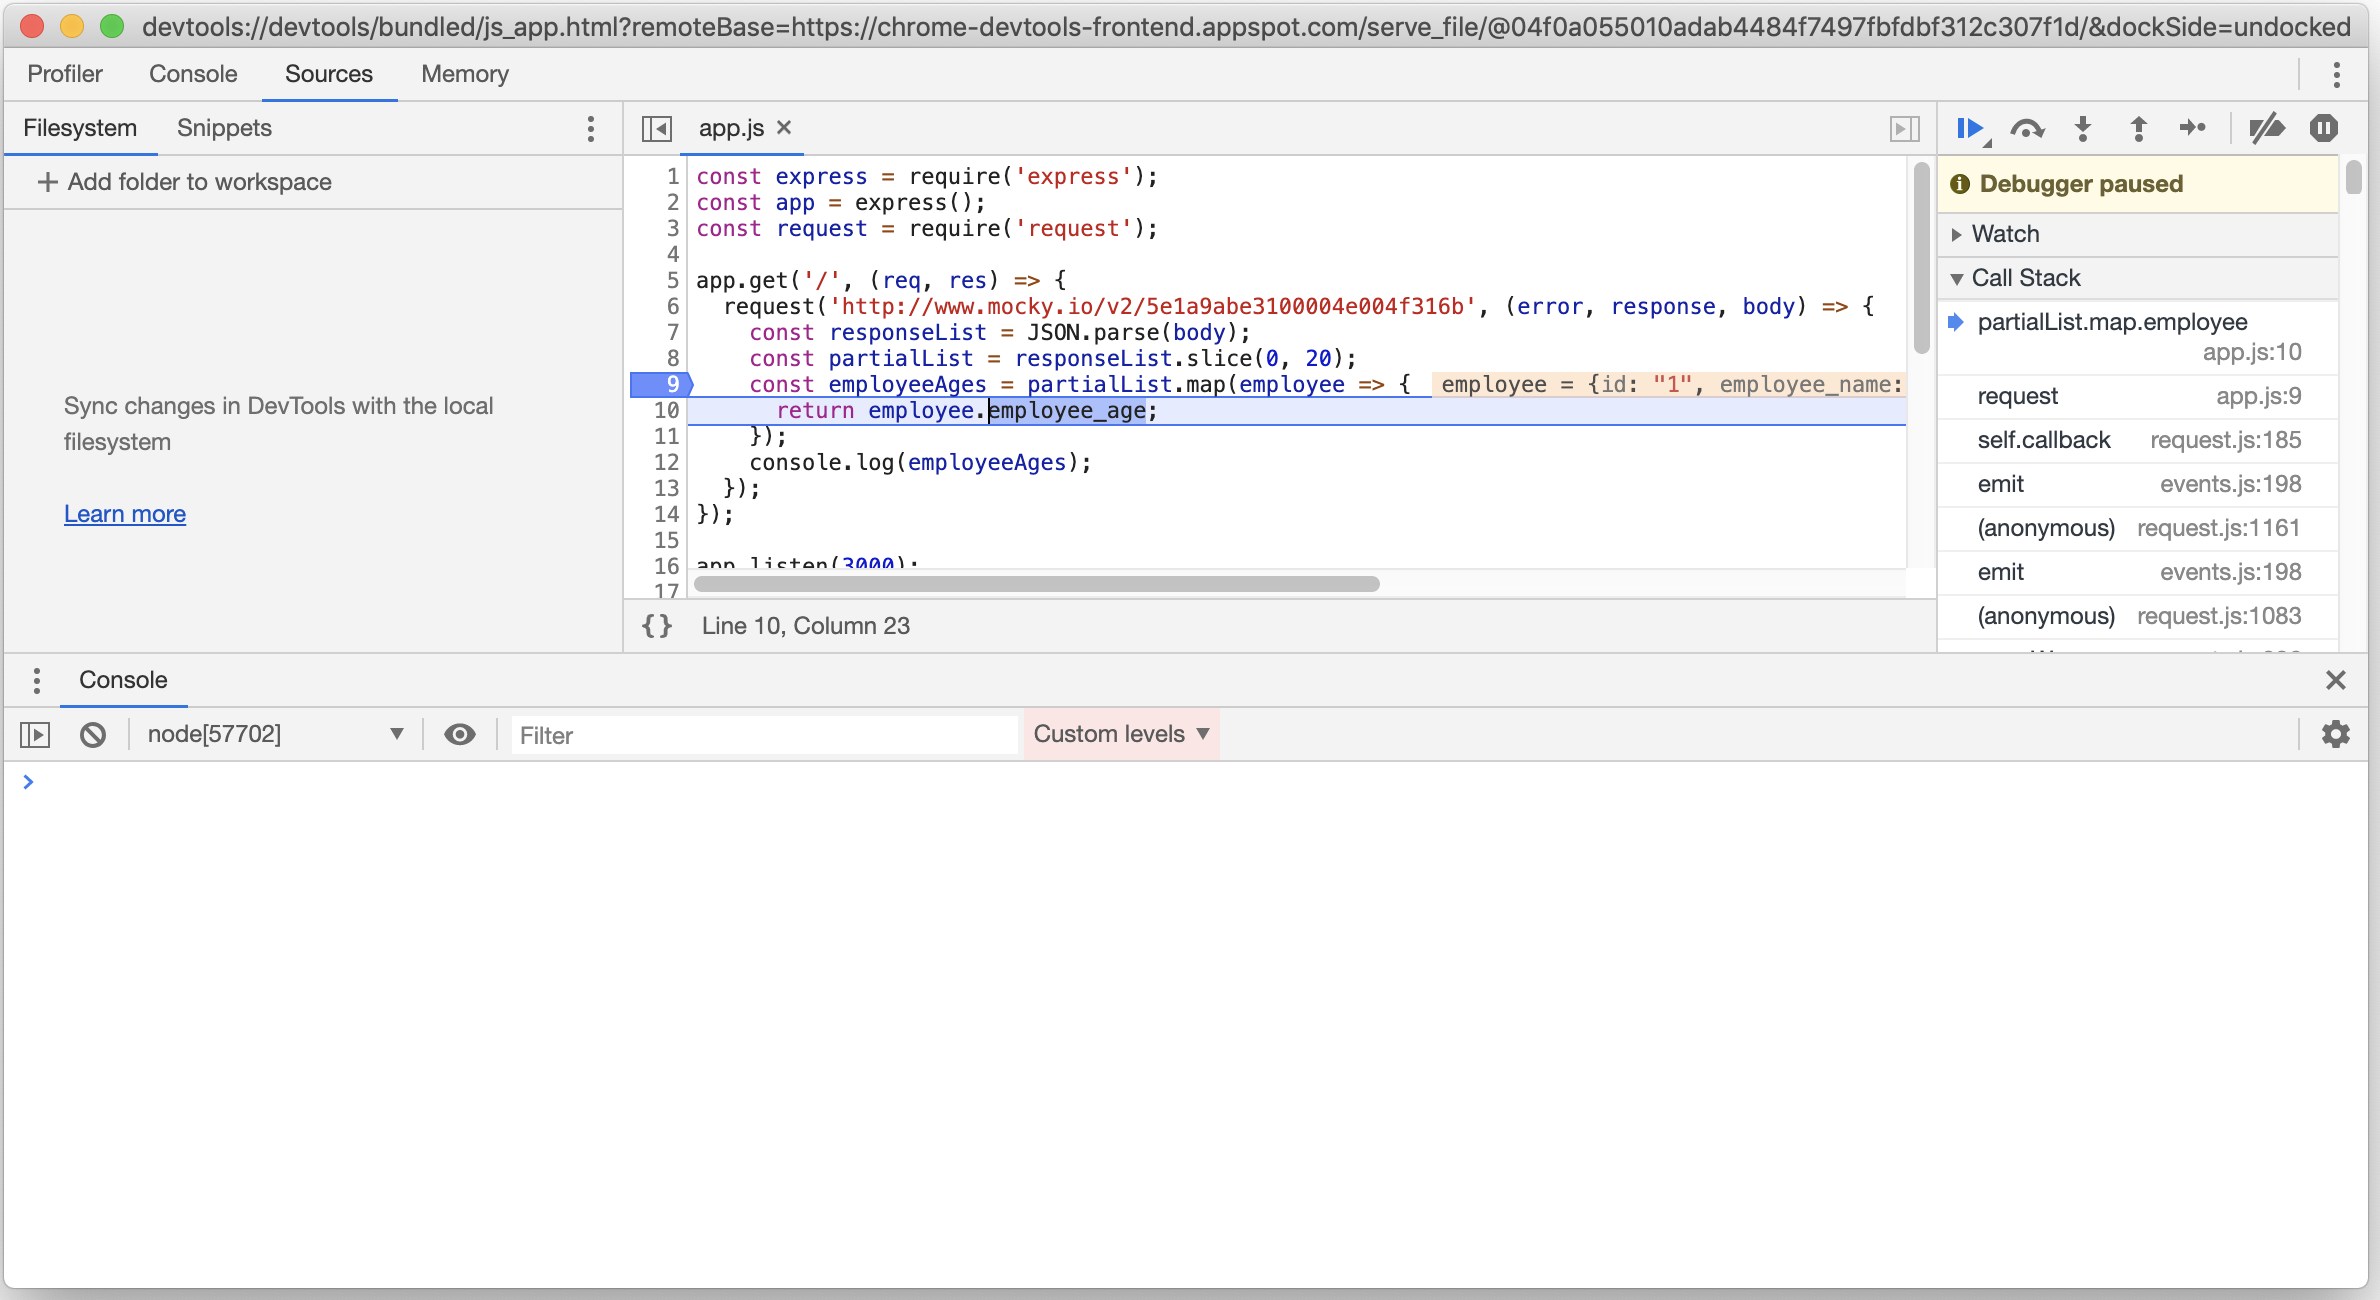 devtools://devtools/bundled/js_app.html?remoteBase=https://chrome-devtools-frontend.appspot.com/serve_file/@04f0a055010adab4484f7497fbfdbf312c307f1d/&dockSide=undocked
Profiler Console Sources Memory
Filesystem Snippets
+ Add folder to workspace
Sync changes in DevTools with the local
filesystem
Learn more
app.js ×
1 const express = require('express');
2 const app = express();
3 const request = require('request');
4
5 app.get('/', (req, res) => {
6 request('http://www.mocky.io/v2/5e1a9abe3100004e004f316b', (error, response, body) => {
7 const responseList = JSON.parse(body);
8 const partialList = responseList.slice(0, 20);
9 const employeeAges = partialList.map(employee => { employee = {id: "1", employee_name:
10 return employee.employee_age;
11 });
12 console.log(employeeAges);
13 });
14 });
15
16 app.listen(3000);
17
{} Line 10, Column 23
Debugger paused
Watch
Call Stack
partialList.map.employee
app.js:10
request app.js:9
self.callback request.js:185
emit events.js:198
(anonymous) request.js:1161
emit events.js:198
(anonymous) request.js:1083
Console
node[57702] Filter Custom levels